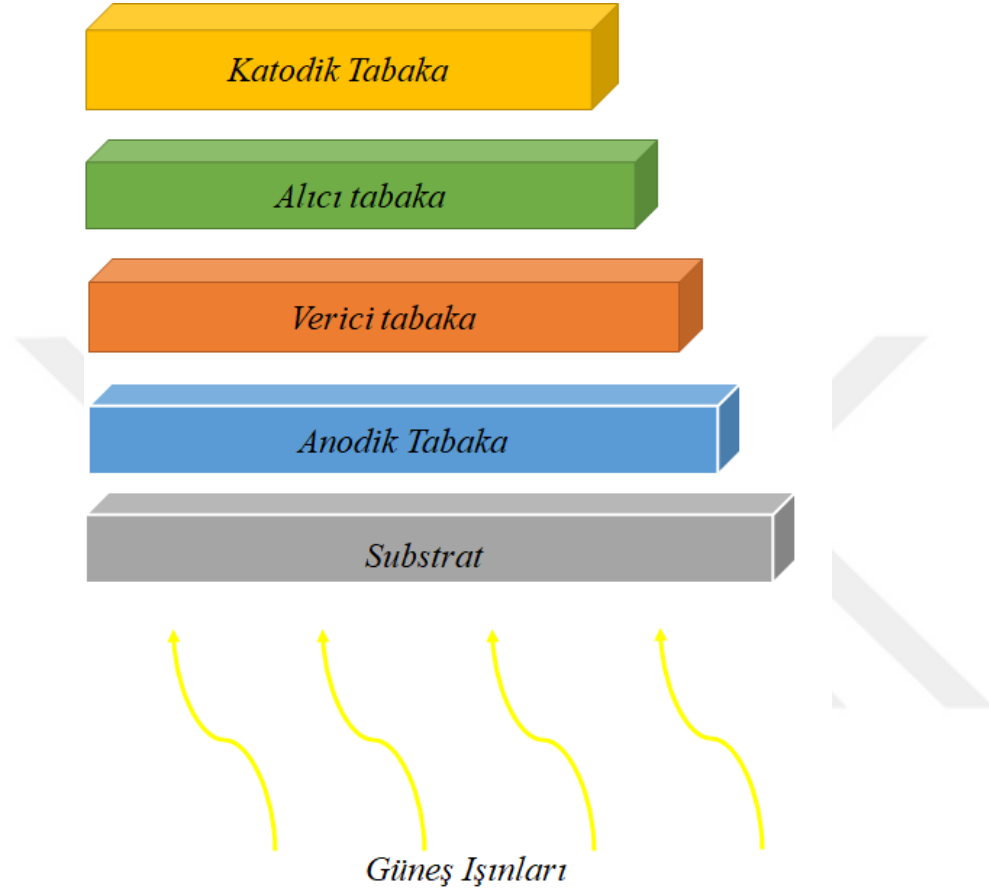 Katodik Tabaka
Alıcı tabaka
Verici tabaka
Anodik Tabaka
Substrat
Güneş Işınları